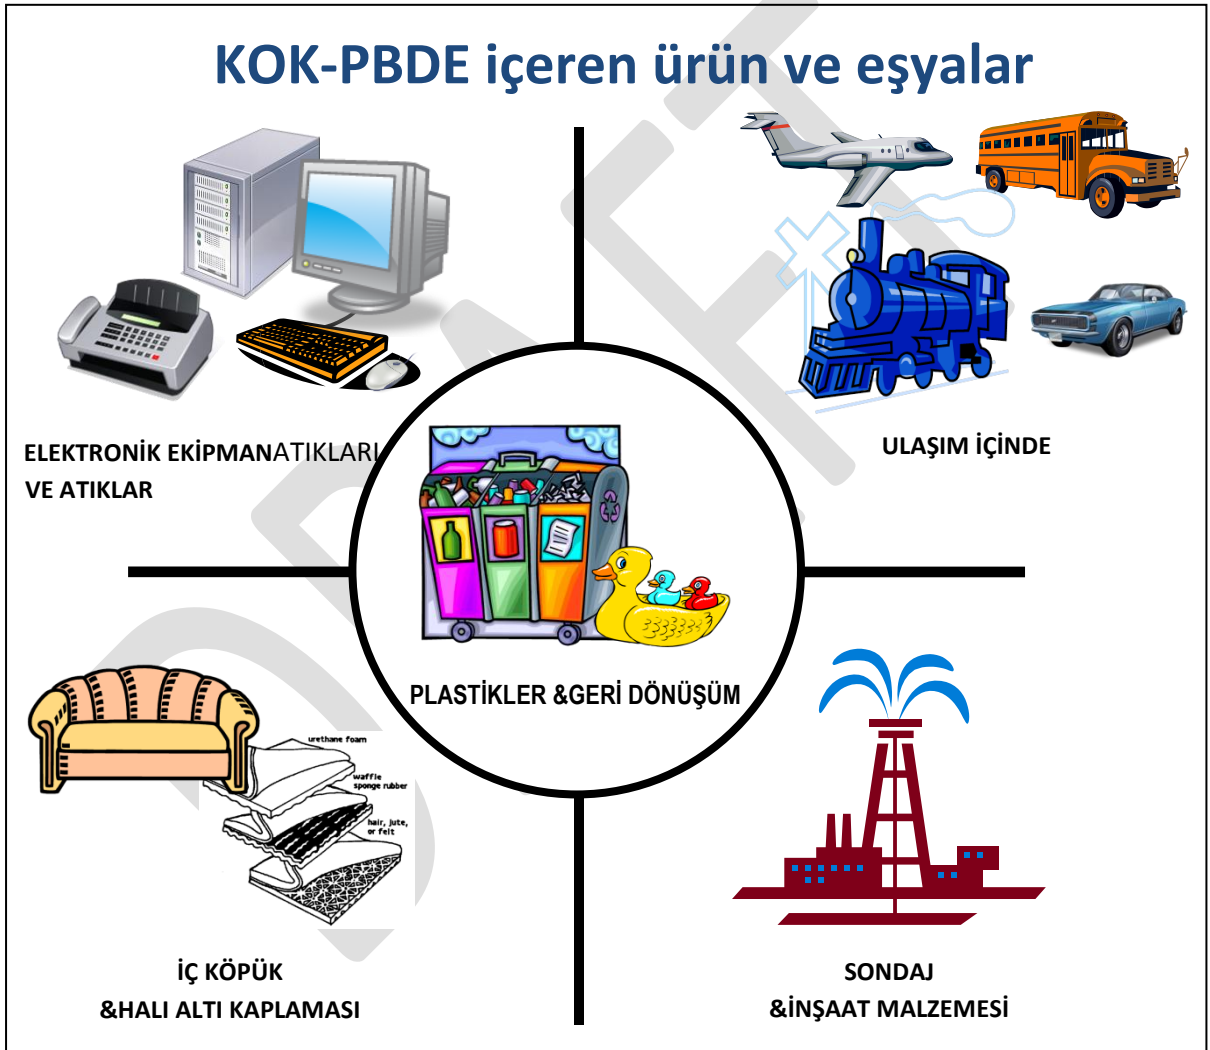 KOK-PBDE içeren ürün ve eşyalar
ELEKTRONİK EKİPMANATIKLARI
VE ATIKLAR
ULAŞIM İÇİNDE
PLASTİKLER &GERİ DÖNÜŞÜM
urethane foam
waffle
sponge rubber
hair, jute,
or felt
İÇ KÖPÜK
&HALI ALTI KAPLAMASI
SONDAJ
&İNŞAAT MALZEMESİ
DRAFT